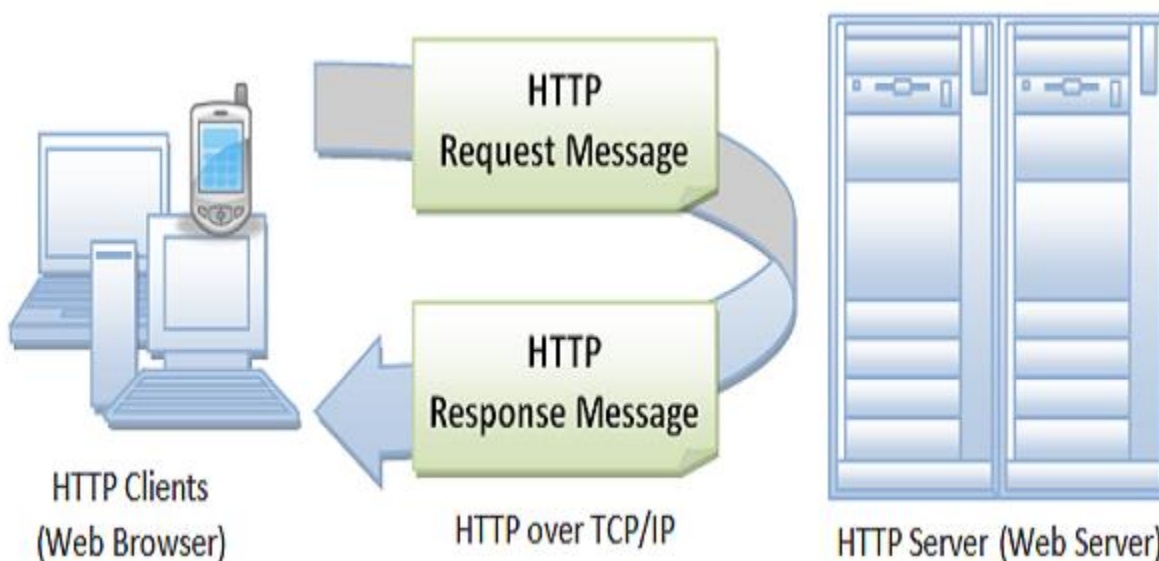 HTTP
Request Message
HTTP
Response Message
HTTP Clients
(Web Browser)
HTTP over TCP/IP
HTTP Server (Web Server)